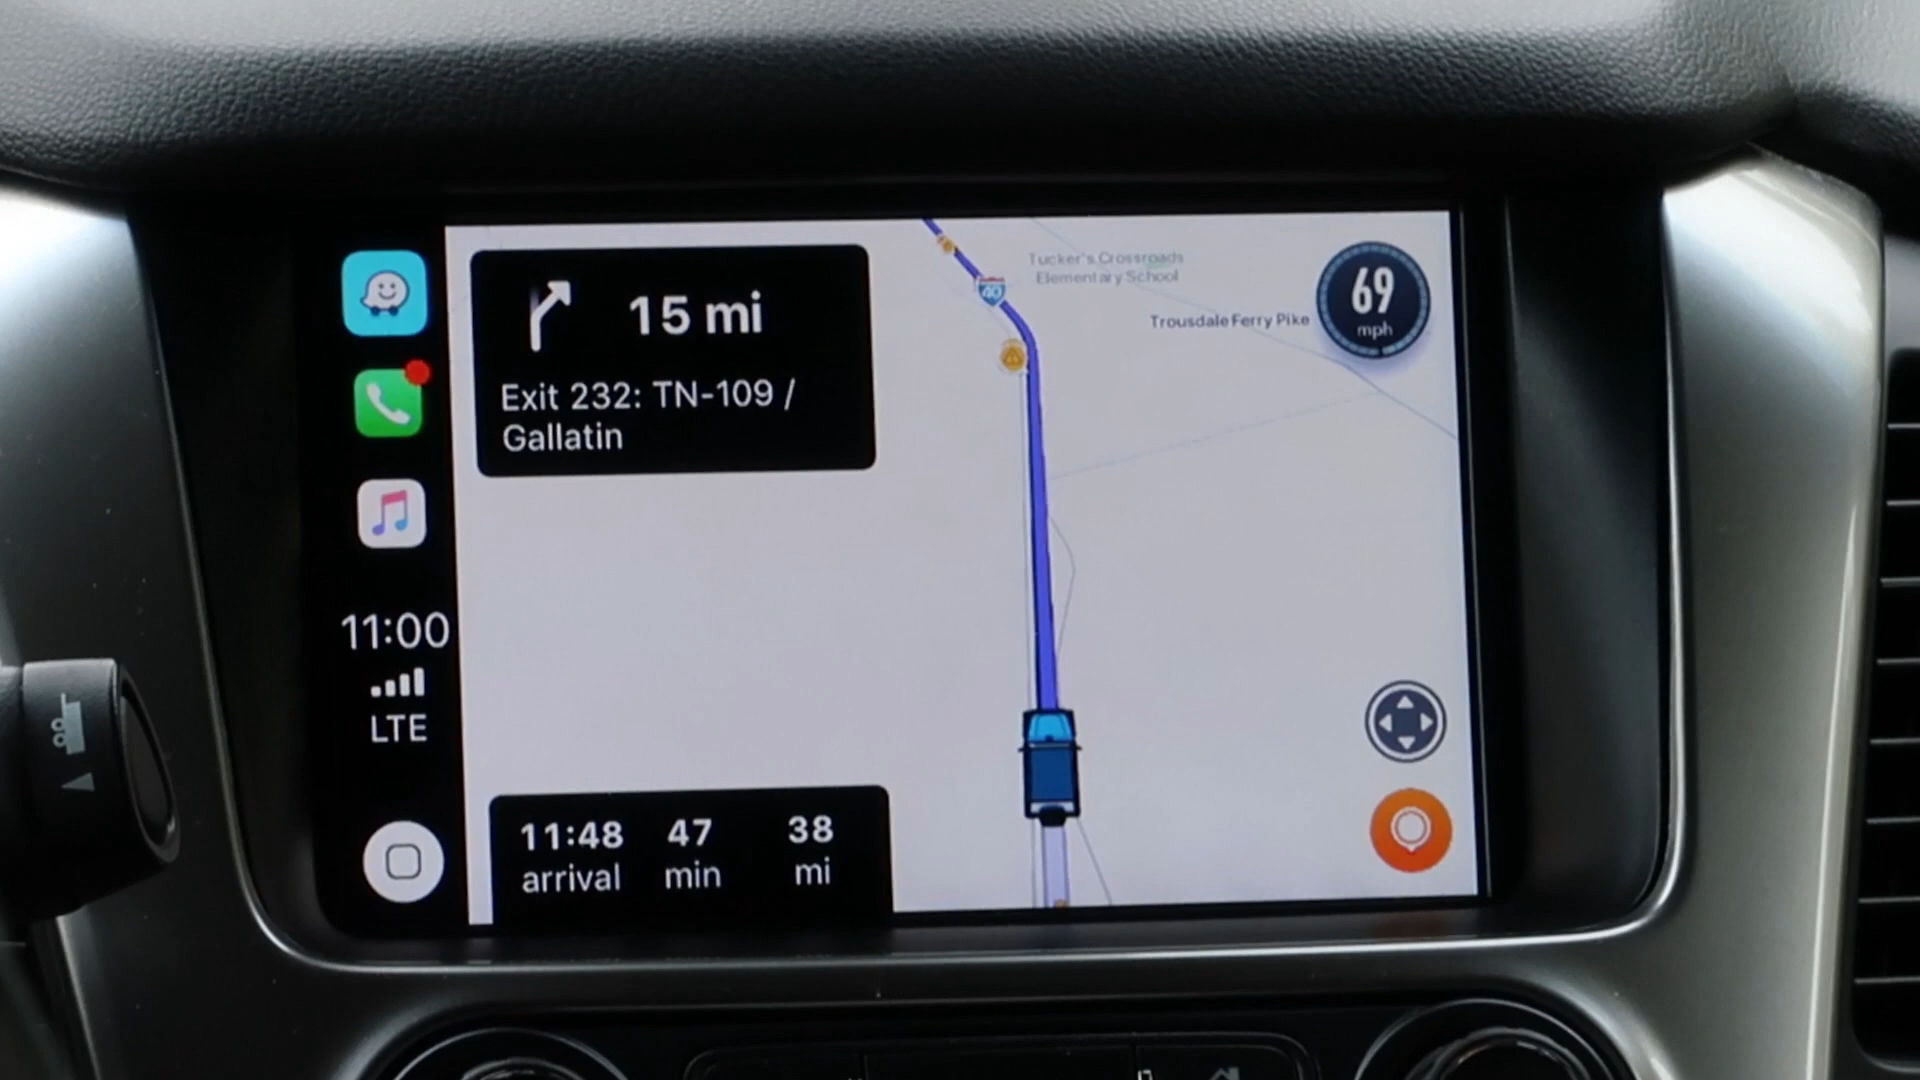 15 mi
Exit 232: TN-109 /
Gallatin
Tucker's Crossroads
Elementary School
40
Trousdale Ferry Pike
69
mph
11:00
LTE
11:48 47 38
arrival min mi